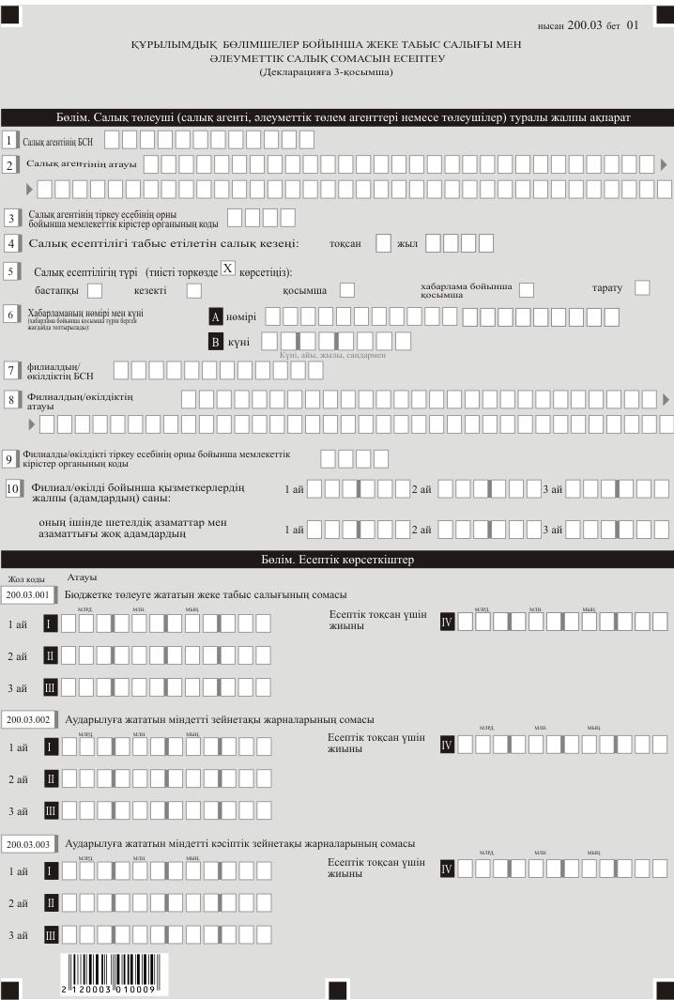 нысан 200.03 бет 01
ҚҰРЫЛЫМДЫҚ БӨЛІМШЕЛЕР БОЙЫНША ЖЕКЕ ТАБЫС САЛЫҒЫ МЕН
ӘЛЕУМЕТТІК САЛЫҚ СОМАСЫН ЕСЕПТЕУ
(Декларацияға 3-қосымша)
Бөлім. Салық төлеуші (салық агенті, әлеуметтік төлем агенттері немесе төлеушілер) туралы жалпы ақпарат
1 Салық агентінің БСН
2 Салық агентінің атауы
3 Салық агентінің тіркеу есебінің орны
бойынша мемлекеттік кірістер органының коды
4 Салық есептілігі табыс етілетін салық кезеңі: тоқсан жыл
5 Салық есептілігің түрі (тиісті торкөзде X көрсетіңіз):
бастапқы кезекті қосымша хабарлама бойынша тарату
қосымша
6 Хабарламаның нөмірі мен күні A нөмірі
(хабарлама бойынша қосымша түрін берген
жағдайда толтырылады):
B күні
Күні, айы, жылы, сандармен
7 филиалдың/
өкілдіктің БСН
8 Филиалдың/өкілдіктің
атауы
9 Филиалды/өкілдікті тіркеу есебінің орны бойынша мемлекеттік
кірістер органының коды
10 Филиал/өкілді бойынша қызметкерлердің 1 ай 2 ай 3 ай
жалпы (адамдардың) саны:
оның ішінде шетелдік азаматтар мен
азаматтығы жоқ адамдардың 1 ай 2 ай 3 ай
Бөлім. Есептік көрсеткіштер
Жол коды Атауы
200.03.001 Бюджетке төлеуге жататын жеке табыс салығының сомасы
МЛРД. МЛН. МЫҢ. МЛРД. МЛН. МЫҢ.
1 ай I Есептік тоқсан үшін IV
жиыны
2 ай II
3 ай III
200.03.002 Аударылуға жататын міндетті зейнетақы жарналарының сомасы
МЛРД. МЛН. МЫҢ. МЛРД. МЛН. МЫҢ.
1 ай I Есептік тоқсан үшін IV
жиыны
2 ай II
3 ай III
200.03.003 Аударылуға жататын міндетті кәсіптік зейнетақы жарналарының сомасы
МЛРД. МЛН. МЫҢ. МЛРД. МЛН. МЫҢ.
1 ай I Есептік тоқсан үшін IV
жиыны
2 ай II
3 ай III
2 120003 010009